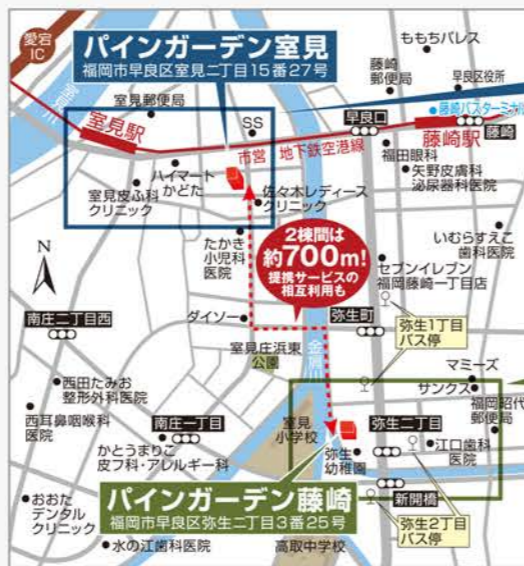 愛宕
IC
パインガーデン室見
福岡市早良区室見二丁目15番27号
ももちパレス
藤崎
郵便局
早良区役所
室見川
室見郵便局
SS
早良口
藤崎バスターミナル
藤崎
室見駅
市営 地下鉄空港線
藤崎駅
福田眼科
矢野皮膚科
泌尿器科医院
ハイマート
かどた
室見皮ふ科
クリニック
佐々木レディース
クリニック
たかき
小児科
医院
2棟間は
約700m!
提携サービスの
相互利用も
いむらすえこ
歯科医院
セブンイレブン
福岡藤崎一丁目店
N
南庄二丁目西
ダイソー
弥生町
弥生1丁目
バス停
室見庄浜東
公園
金屑川
マミーズ
サンクス
西田たみお
整形外科医院
西耳鼻咽喉科
医院
南庄一丁目
かとうまりこ
皮フ科・アレルギー科
室見
小学校
弥生二丁目
福岡昭代
郵便局
弥生
幼稚園
江口歯科
医院
おおた
デンタル
クリニック
パインガーデン藤崎
福岡市早良区弥生二丁目3番25号
新開橋
弥生2丁目
バス停
水の江歯科医院
高取中学校